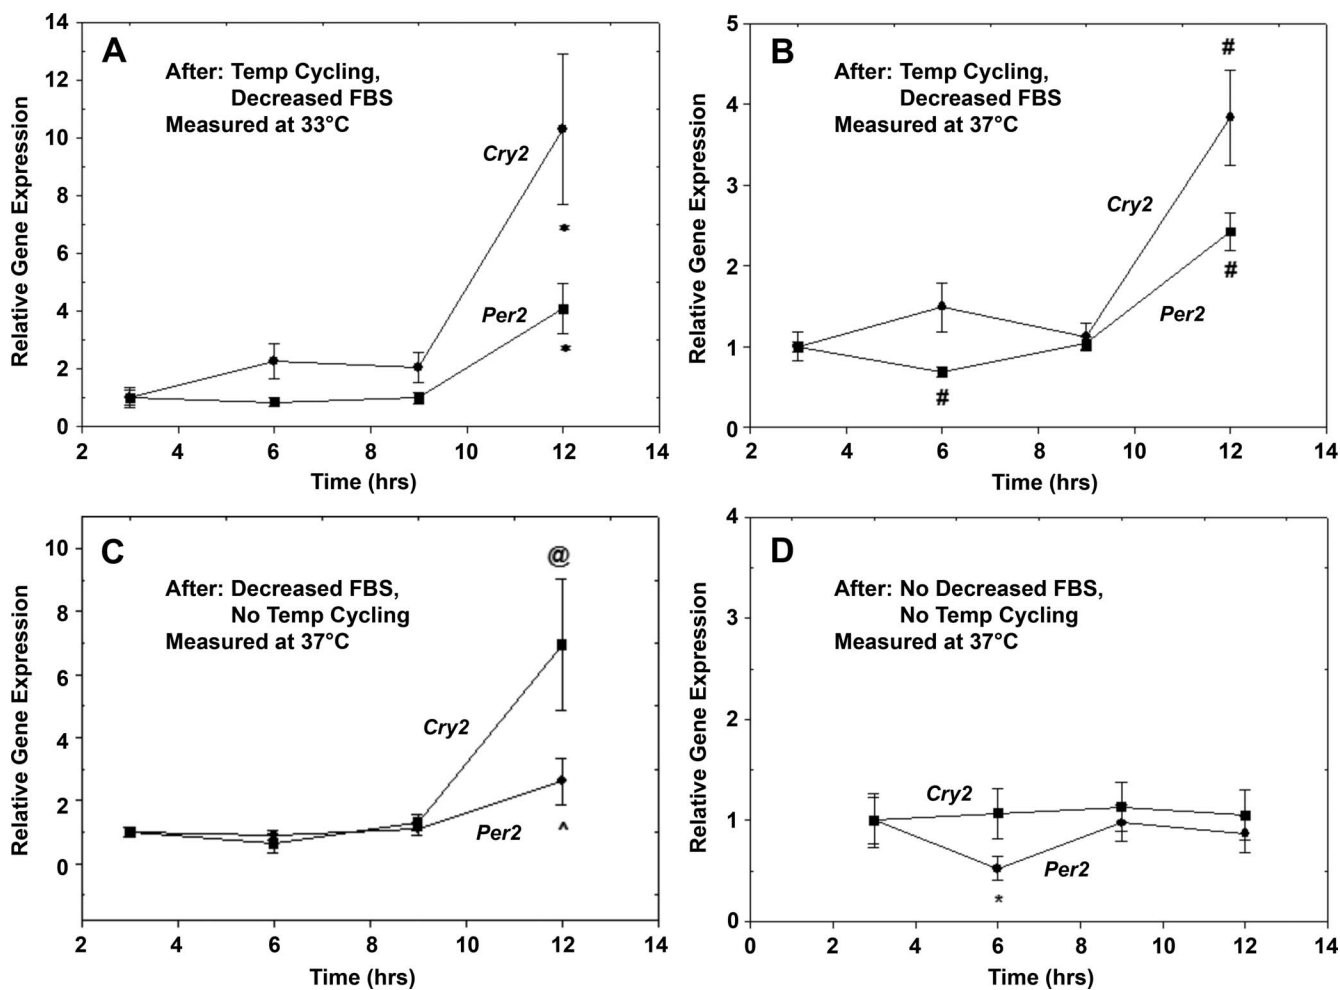 A
After: Temp Cycling,
Decreased FBS
Measured at 33°C
Cry2
*
Per2
*
Relative Gene Expression
14
12
10
8
6
4
2
0
2 4 6 8 10 12 14
Time (hrs)
B
After: Temp Cycling,
Decreased FBS
Measured at 37°C
#
Cry2
Per2
#
#
Relative Gene Expression
5
4
3
2
1
0
2 4 6 8 10 12 14
Time (hrs)
C
After: Decreased FBS,
No Temp Cycling
Measured at 37°C
@
Cry2
Per2
^
Relative Gene Expression
10
8
6
4
2
0
2 4 6 8 10 12 14
Time (hrs)
D
After: No Decreased FBS,
No Temp Cycling
Measured at 37°C
Cry2
Per2
*
Relative Gene Expression
4
3
2
1
0
0 2 4 6 8 10 12 14
Time (hrs)